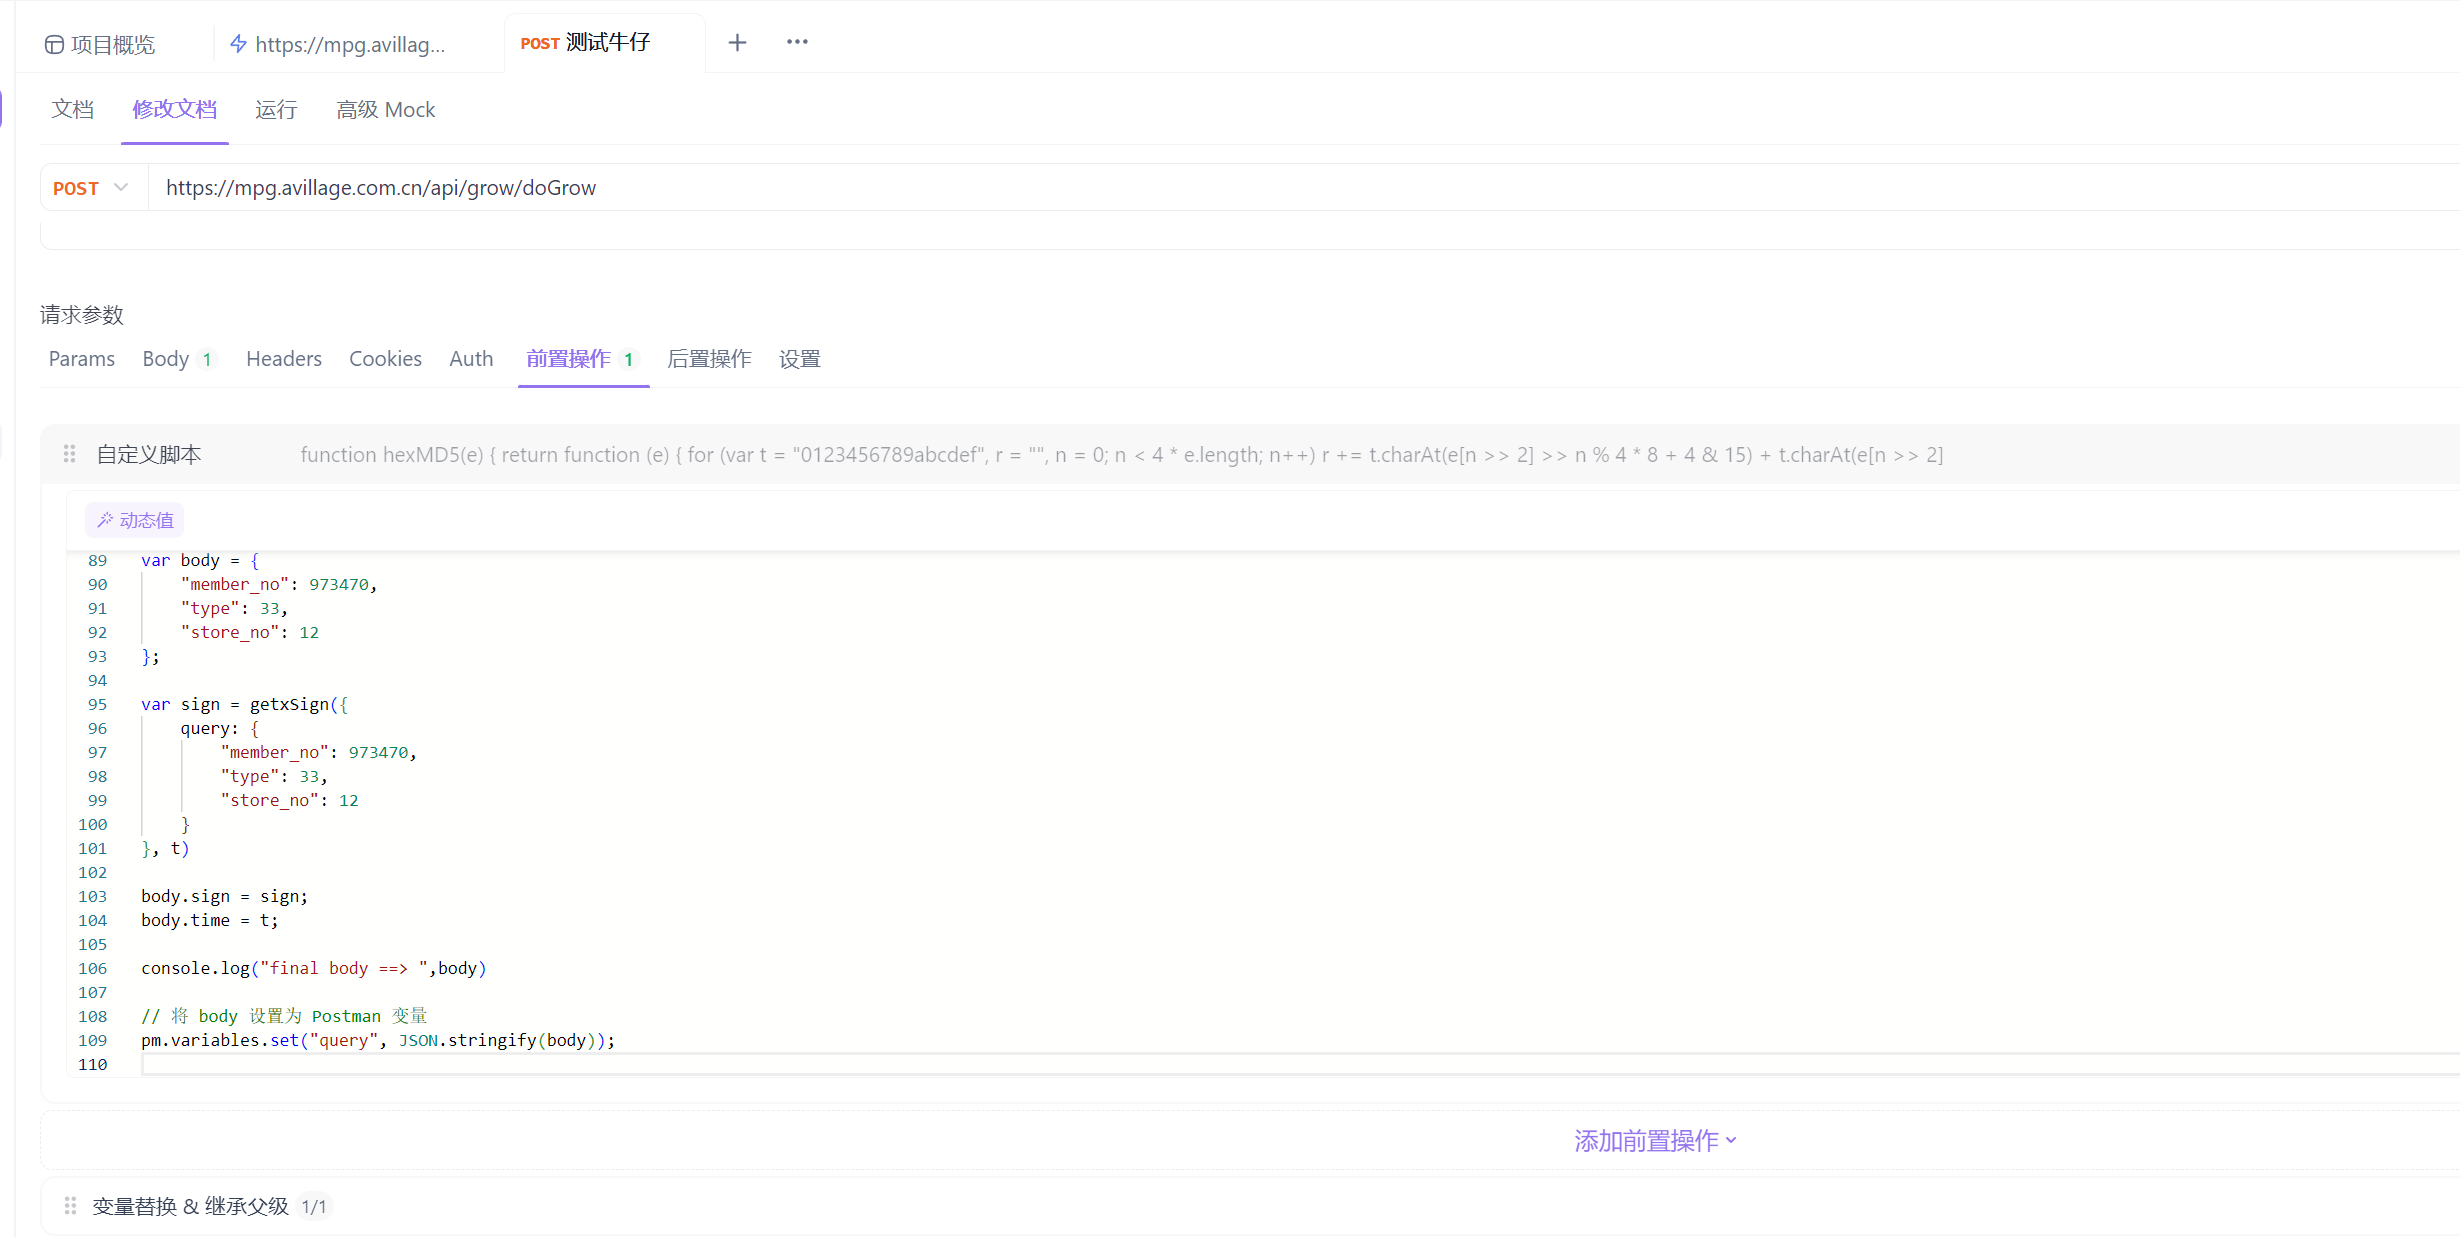 项目概览 https://mpg.avillag... POST 测试牛仔
文档 修改文档 运行 高级 Mock
POST https://mpg.avillage.com.cn/api/grow/doGrow
请求参数
Params Body 1 Headers Cookies Auth 前置操作 1 后置操作 设置
自定义脚本 function hexMD5(e) { return function (e) { for (var t = "0123456789abcdef", r = "", n = 0; n < 4 * e.length; n++) r += t.charAt(e[n >> 2] >> n % 4 * 8 + 4 & 15) + t.charAt(e[n >> 2]
动态值
89 var body = {
90 "member_no": 973470,
91 "type": 33,
92 "store_no": 12
93 };
94
95 var sign = getxSign({
96 query: {
97 "member_no": 973470,
98 "type": 33,
99 "store_no": 12
100 }
101 }, t)
102
103 body.sign = sign;
104 body.time = t;
105
106 console.log("final body ==> ",body)
107
108 // 将 body 设置为 Postman 变量
109 pm.variables.set("query", JSON.stringify(body));
110
添加前置操作
变量替换 & 继承父级 1/1